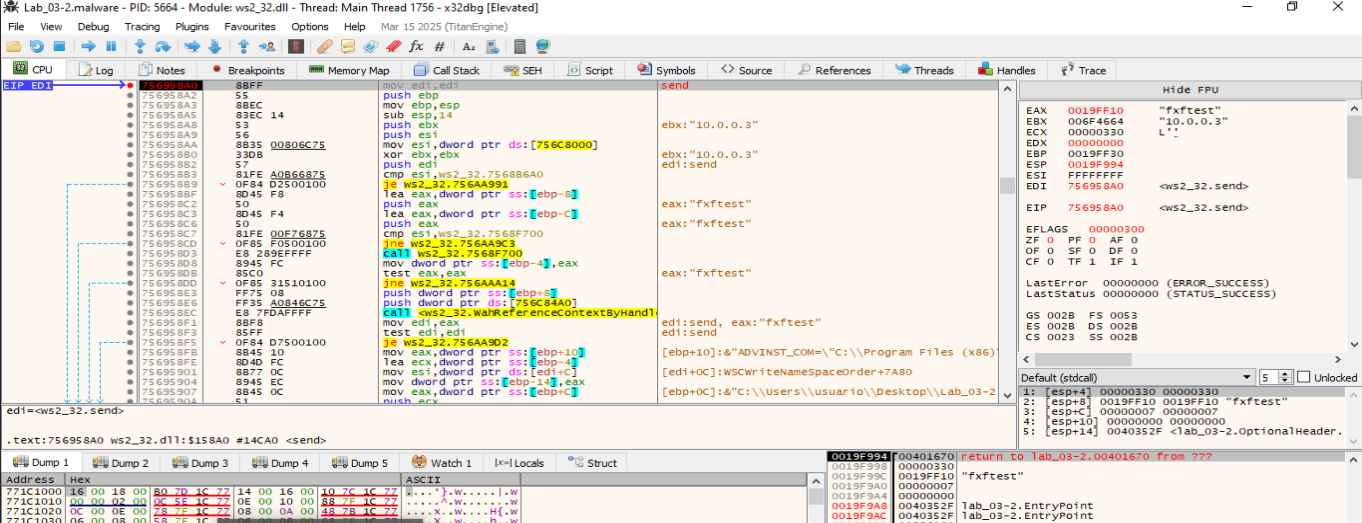 Lab_03-2.malware - PID: 5664 - Module: ws2_32.dll - Thread: Main Thread 1756 - x32dbg [Elevated]
File View Debug Tracing Plugins Favourites Options Help Mar 15 2025 (TitanEngine)
CPU Log Notes Breakpoints Memory Map Call Stack SEH Script Symbols Source References Threads Handles Trace
EIP EDI 756958A0 8BFF mov edi,edi send
756958A2 55 push ebp
756958A3 8BEC mov ebp,esp
756958A5 83EC 14 sub esp,14
756958A8 53 push ebx ebx:"10.0.0.3"
756958A9 56 push esi
756958AA 8B35 00806C75 mov esi,dword ptr ds:[756C8000]
756958B0 33DB xor ebx,ebx ebx:"10.0.0.3"
756958B2 57 push edi edi:send
756958B3 81FE A0B66875 cmp esi,ws2_32.7568B6A0
756958B9 0F84 D2500100 je ws2_32.756AA991
756958BF 8D45 F8 lea eax,dword ptr ss:[ebp-8]
756958C2 50 push eax eax:"fxftest"
756958C3 8D45 F4 lea eax,dword ptr ss:[ebp-C]
756958C6 50 push eax eax:"fxftest"
756958C7 81FE 00F76875 cmp esi,ws2_32.7568F700
756958CD 0F85 F0500100 jne ws2_32.756AA9C3
756958D3 E8 289EFFFF call ws2_32.7568F700
756958D8 8945 FC mov dword ptr ss:[ebp-4],eax
756958DB 85C0 test eax,eax eax:"fxftest"
756958DD 0F85 31510100 jne ws2_32.756AAA14
756958E3 FF75 08 push dword ptr ss:[ebp+8]
756958E6 FF35 A0846C75 push dword ptr ds:[756C84A0]
756958EC E8 7FDAFFFF call <ws2_32.WahReferenceContextByHandl
756958F1 8BF8 mov edi,eax edi:send, eax:"fxftest"
756958F3 85FF test edi,edi edi:send
756958F5 0F84 D7500100 je ws2_32.756AA9D2
756958FB 8B45 10 mov eax,dword ptr ss:[ebp+10] [ebp+10]:&"ADVINST_COM=\"C:\\Program Files (x86)
756958FE 8D4D FC lea ecx,dword ptr ss:[ebp-4]
75695901 8B77 0C mov esi,dword ptr ds:[edi+C] [edi+0C]:WSCWriteNameSpaceOrder+7A80
75695904 8945 EC mov dword ptr ss:[ebp-14],eax
75695907 8B45 0C mov eax,dword ptr ss:[ebp+C] [ebp+0C]:&"C:\\Users\\usuario\\Desktop\\Lab_03-2
7569590A 51 push ecx
Hide FPU
EAX 0019FF10 "fxftest"
EBX 006F4664 "10.0.0.3"
ECX 00000330
EDX 00000000
EBP 0019FF30
ESP 0019F994
ESI FFFFFFFF
EDI 756958A0 <ws2_32.send>
EIP 756958A0 <ws2_32.send>
EFLAGS 00000300
ZF 0 PF 0 AF 0
OF 0 SF 0 DF 0
CF 0 TF 1 IF 1
LastError 00000000 (ERROR_SUCCESS)
LastStatus 00000000 (STATUS_SUCCESS)
GS 002B FS 0053
ES 002B DS 002B
CS 0023 SS 002B
Default (stdcall) 5 Unlocked
1: [esp+4] 00000330 00000330
2: [esp+8] 0019FF10 0019FF10 "fxftest"
3: [esp+C] 00000007 00000007
4: [esp+10] 00000000 00000000
5: [esp+14] 0040352F <lab_03-2.OptionalHeader.
edi=<ws2_32.send>
.text:756958A0 ws2_32.dll:$158A0 #14CA0 <send>
Dump 1 Dump 2 Dump 3 Dump 4 Dump 5 Watch 1 [x=] Locals Struct
Address Hex ASCII
771C1000 16 00 18 00 B0 7D 1C 77 14 00 16 00 10 7C 1C 77 ....°}.w.....|.w
771C1010 00 00 02 00 0C 5E 1C 77 0E 00 10 00 88 7F 1C 77 .....^.w.......w
771C1020 0C 00 0E 00 78 7F 1C 77 08 00 0A 00 48 7B 1C 77 ....x..w....H{.w
0019F994 00401670 return to lab_03-2.00401670 from ???
0019F998 00000330
0019F99C 0019FF10 "fxftest"
0019F9A0 00000007
0019F9A4 00000000
0019F9A8 0040352F lab_03-2.EntryPoint
0019F9AC 0040352F lab_03-2.EntryPoint